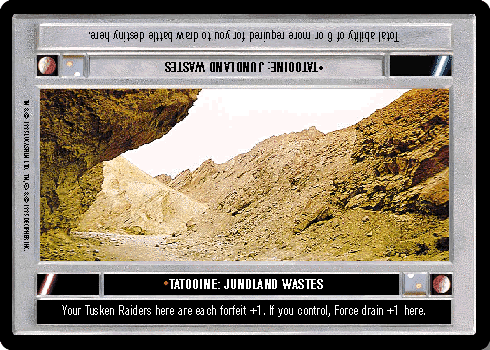 Total ability of 6 or more required for you to draw battle destiny here.
•TATOOINE: JUNDLAND WASTES
•TATOOINE: JUNDLAND WASTES
Your Tusken Raiders here are each forfeit +1. If you control, Force drain +1 here.